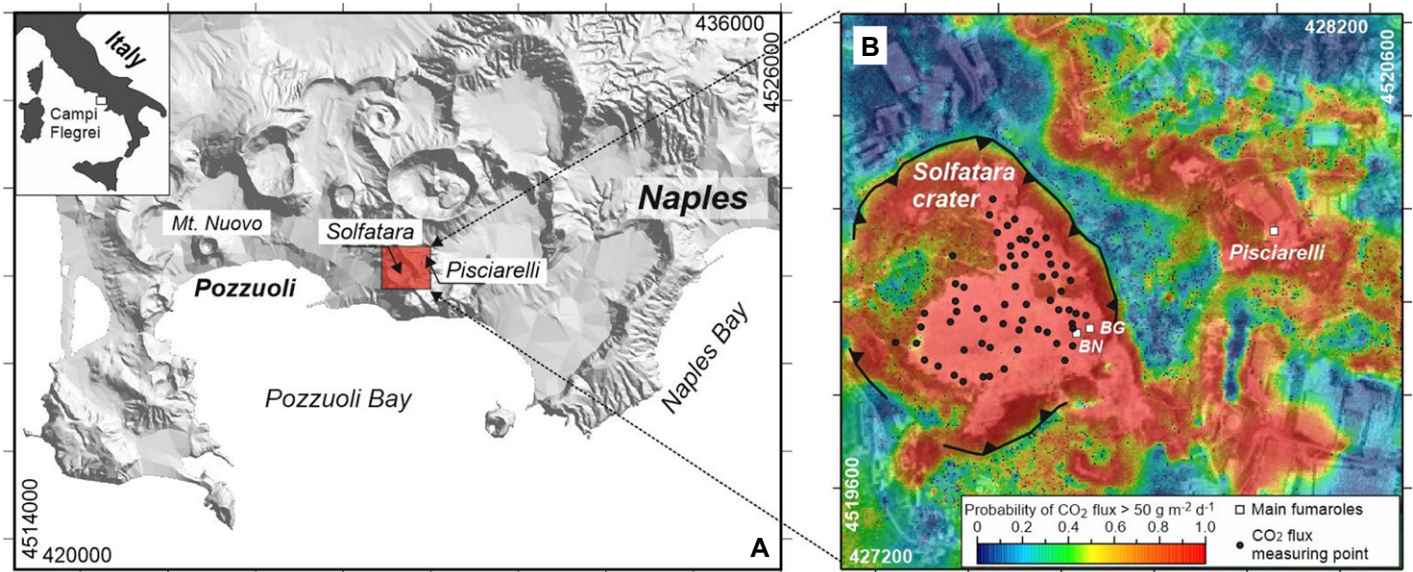 Italy
Campi
Flegrei
436000
4526000
Naples
Mt. Nuovo
Solfatara
Pisciarelli
Pozzuoli
Pozzuoli Bay
Naples Bay
4514000
420000
A
B
428200
4520600
Solfatara
crater
Pisciarelli
BG
BN
4519600
427200
Probability of CO2 flux > 50 g m-2 d-1
0 0.2 0.4 0.6 0.8 1.0
Main fumaroles
CO2 flux
measuring point